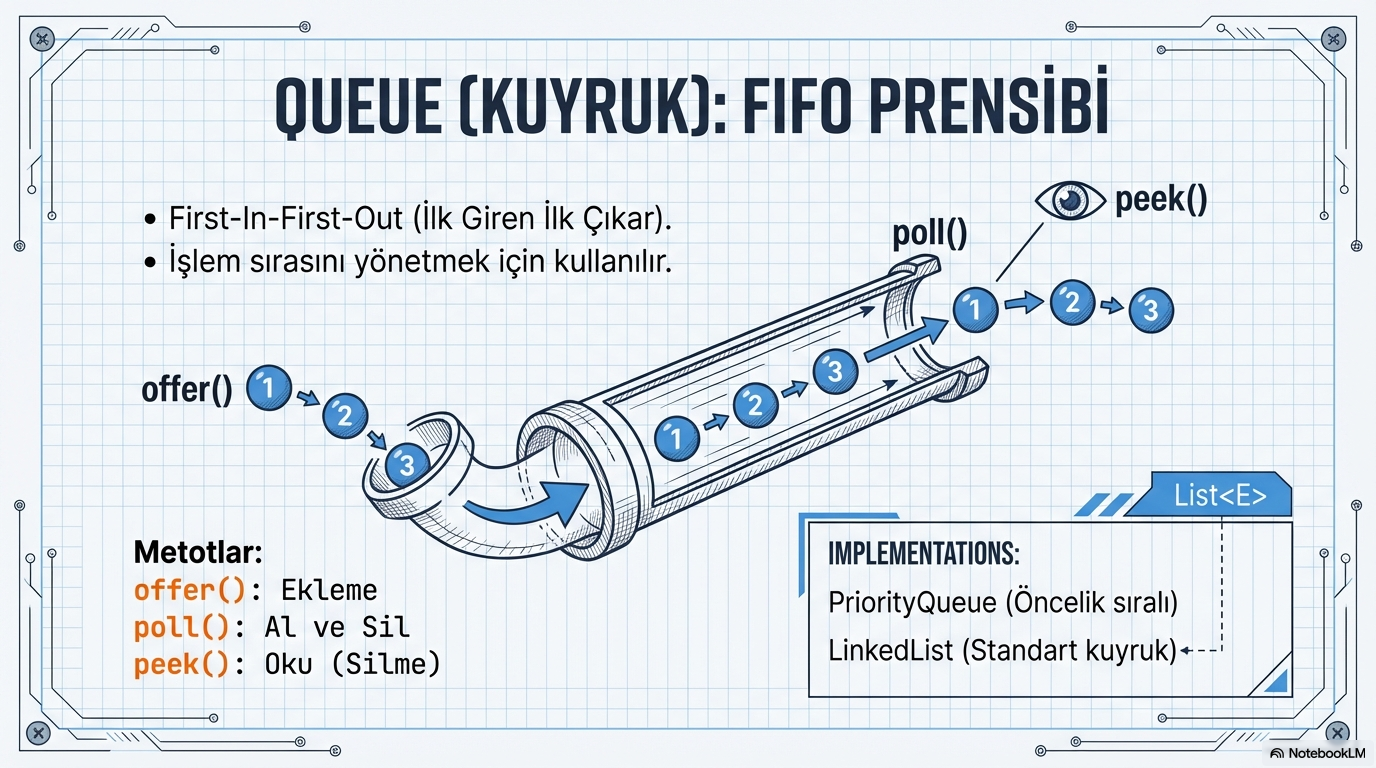 QUEUE (KUYRUK): FIFO PRENSİBİ
• First-In-First-Out (İlk Giren İlk Çıkar).
• İşlem sırasını yönetmek için kullanılır.
offer()
1
2
3
1
2
3
poll()
peek()
1
2
3
Metotlar:
offer(): Ekleme
poll(): Al ve Sil
peek(): Oku (Silme)
List<E>
IMPLEMENTATIONS:
PriorityQueue (Öncelik sıralı)
LinkedList (Standart kuyruk)
NotebookLM